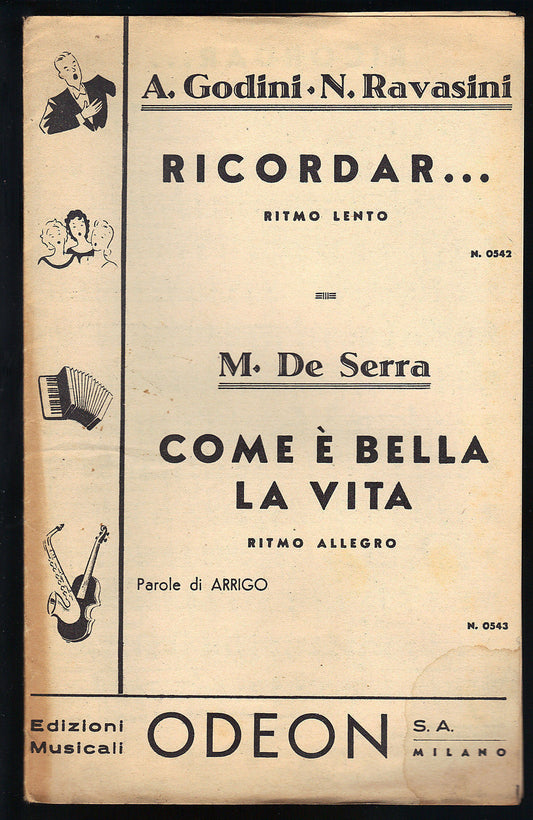 A. Godini · N. Ravasini
RICORDAR...
RITMO LENTO
N. 0542
M. De Serra
COME È BELLA
LA VITA
RITMO ALLEGRO
Parole di ARRIGO
N. 0543
Edizioni
Musicali
ODEON
S. A.
MILANO